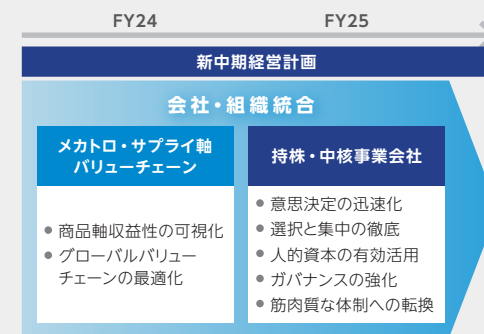 FY24
FY25
新中期経営計画
会社・組織統合
メカトロ・サプライ軸
バリューチェーン
● 商品軸収益性の可視化
● グローバルバリュー
チェーンの最適化
持株・中核事業会社
● 意思決定の迅速化
● 選択と集中の徹底
● 人的資本の有効活用
● ガバナンスの強化
● 筋肉質な体制への転換